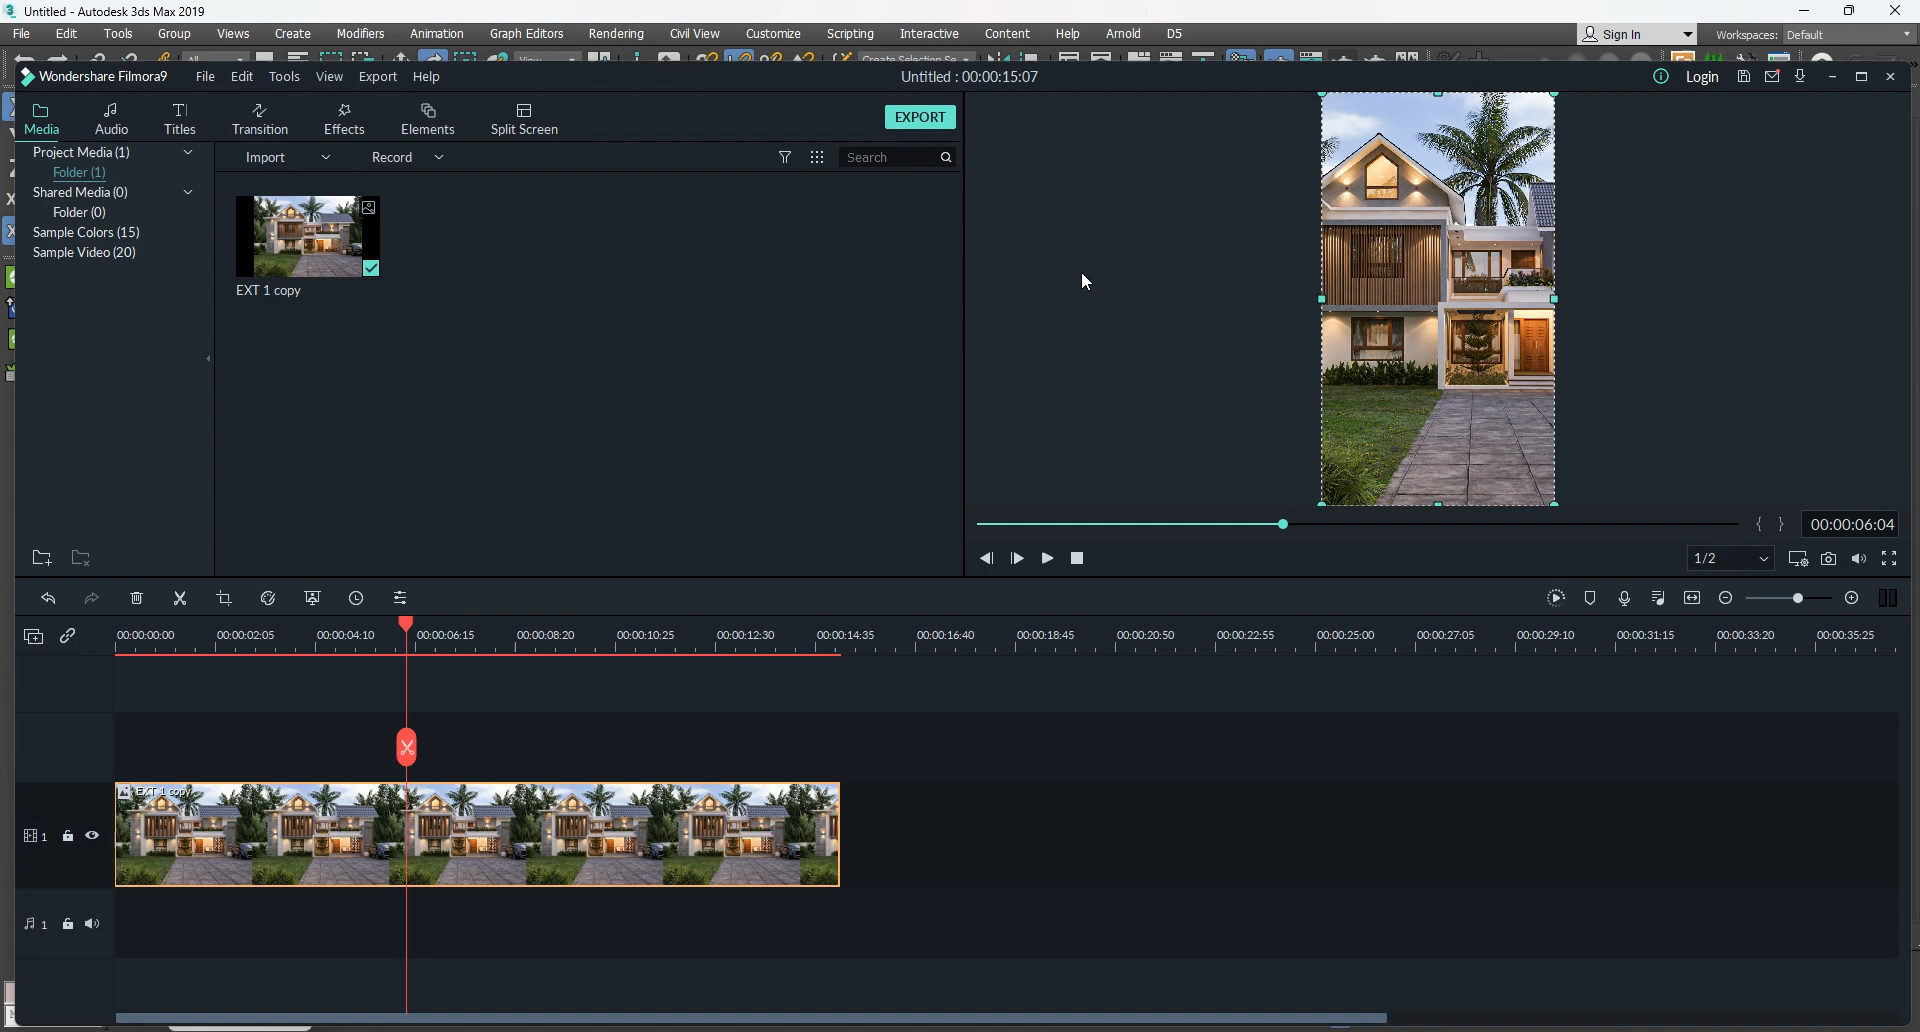 Untitled - Autodesk 3ds Max 2019
File Edit Tools Group Views Create Modifiers Animation Graph Editors Rendering Civil View Customize Scripting Interactive Content Help Arnold D5 Sign In Workspaces: Default
Wondershare Filmora9 File Edit Tools View Export Help Untitled : 00:00:15:07 Login
Media Audio Titles Transition Effects Elements Split Screen EXPORT
Project Media (1) Import Record Search
Folder (1)
Shared Media (0)
Folder (0)
Sample Colors (15)
Sample Video (20)
EXT 1 copy
00:00:06:04
1/2
00:00:00:00 00:00:02:05 00:00:04:10 00:00:06:15 00:00:08:20 00:00:10:25 00:00:12:30 00:00:14:35 00:00:16:40 00:00:18:45 00:00:20:50 00:00:22:55 00:00:25:00 00:00:27:05 00:00:29:10 00:00:31:15 00:00:33:20 00:00:35:25
EXT 1 copy
1
1